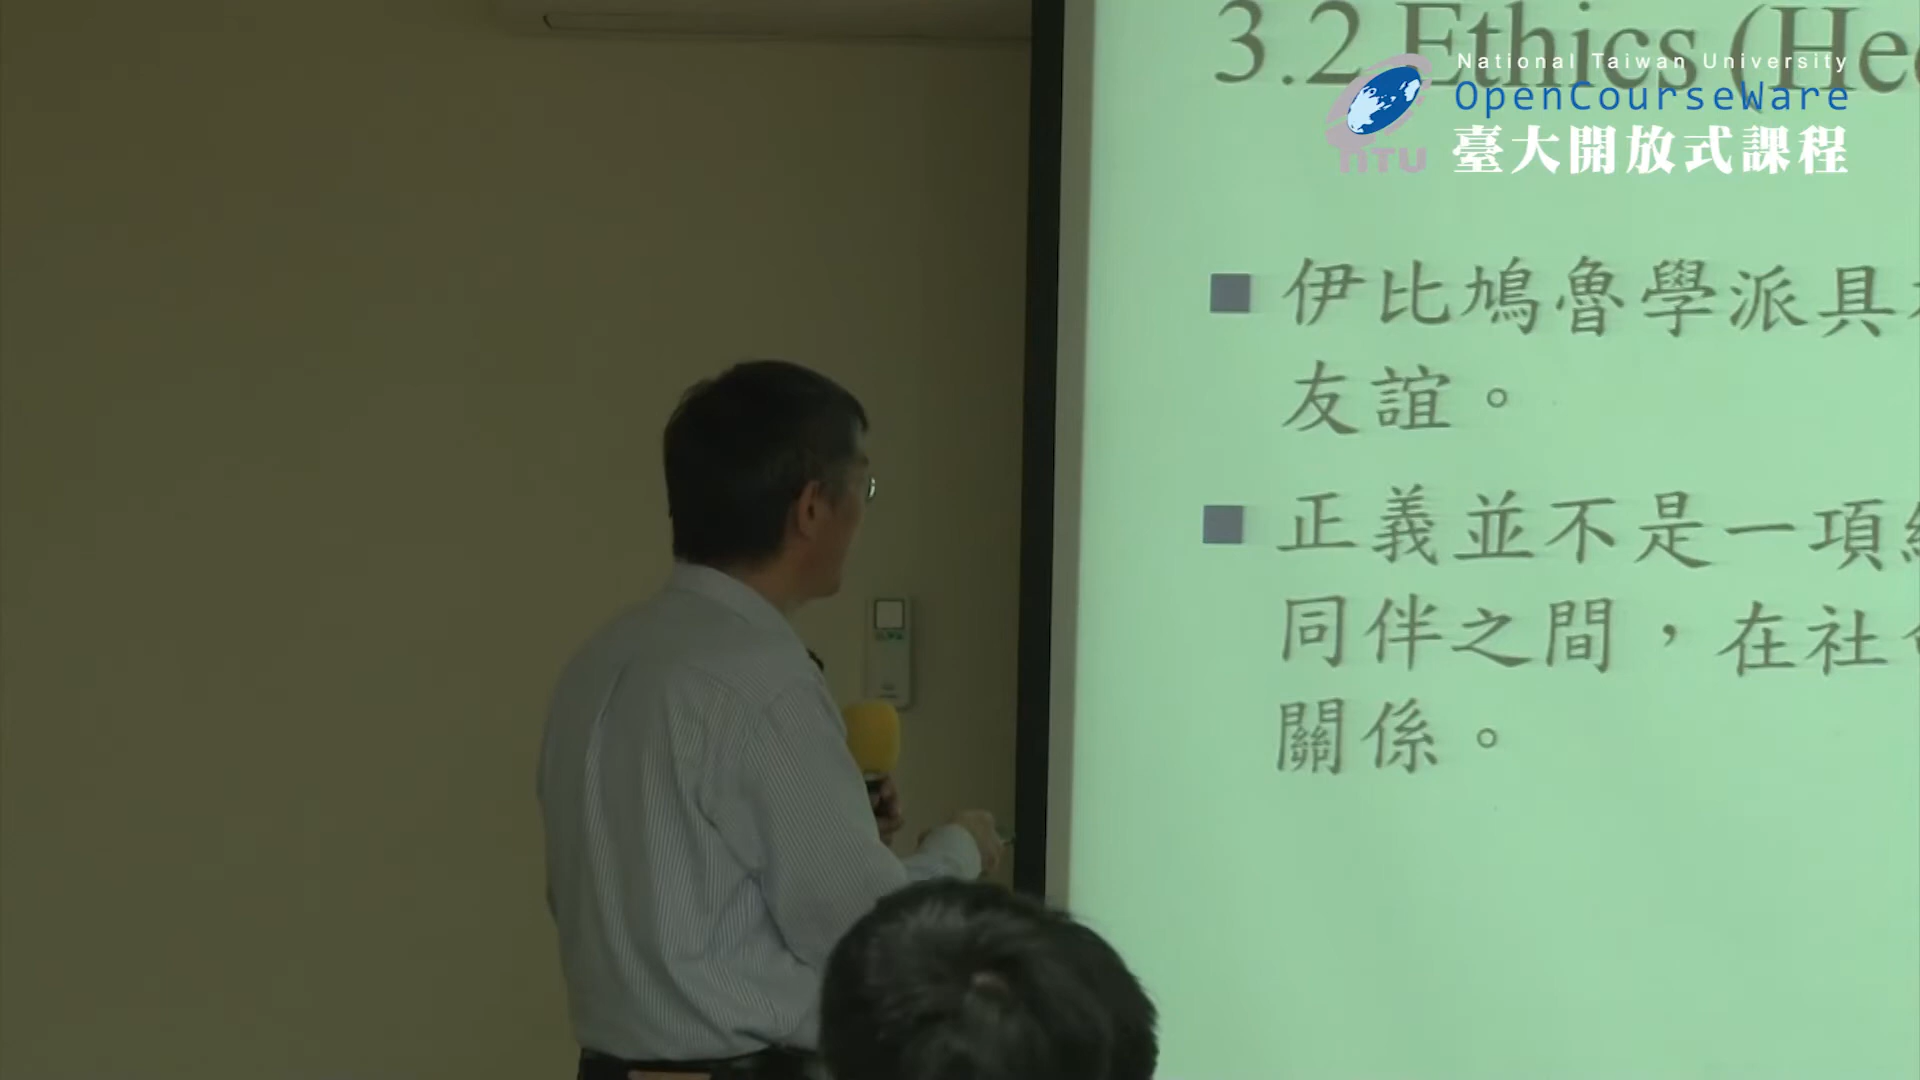 3.2 Ethics (He
National Taiwan University
OpenCourseWare
NTU
臺大開放式課程
伊比鳩魯學派具
友誼。
正義並不是一項
同伴之間，在社
關係。